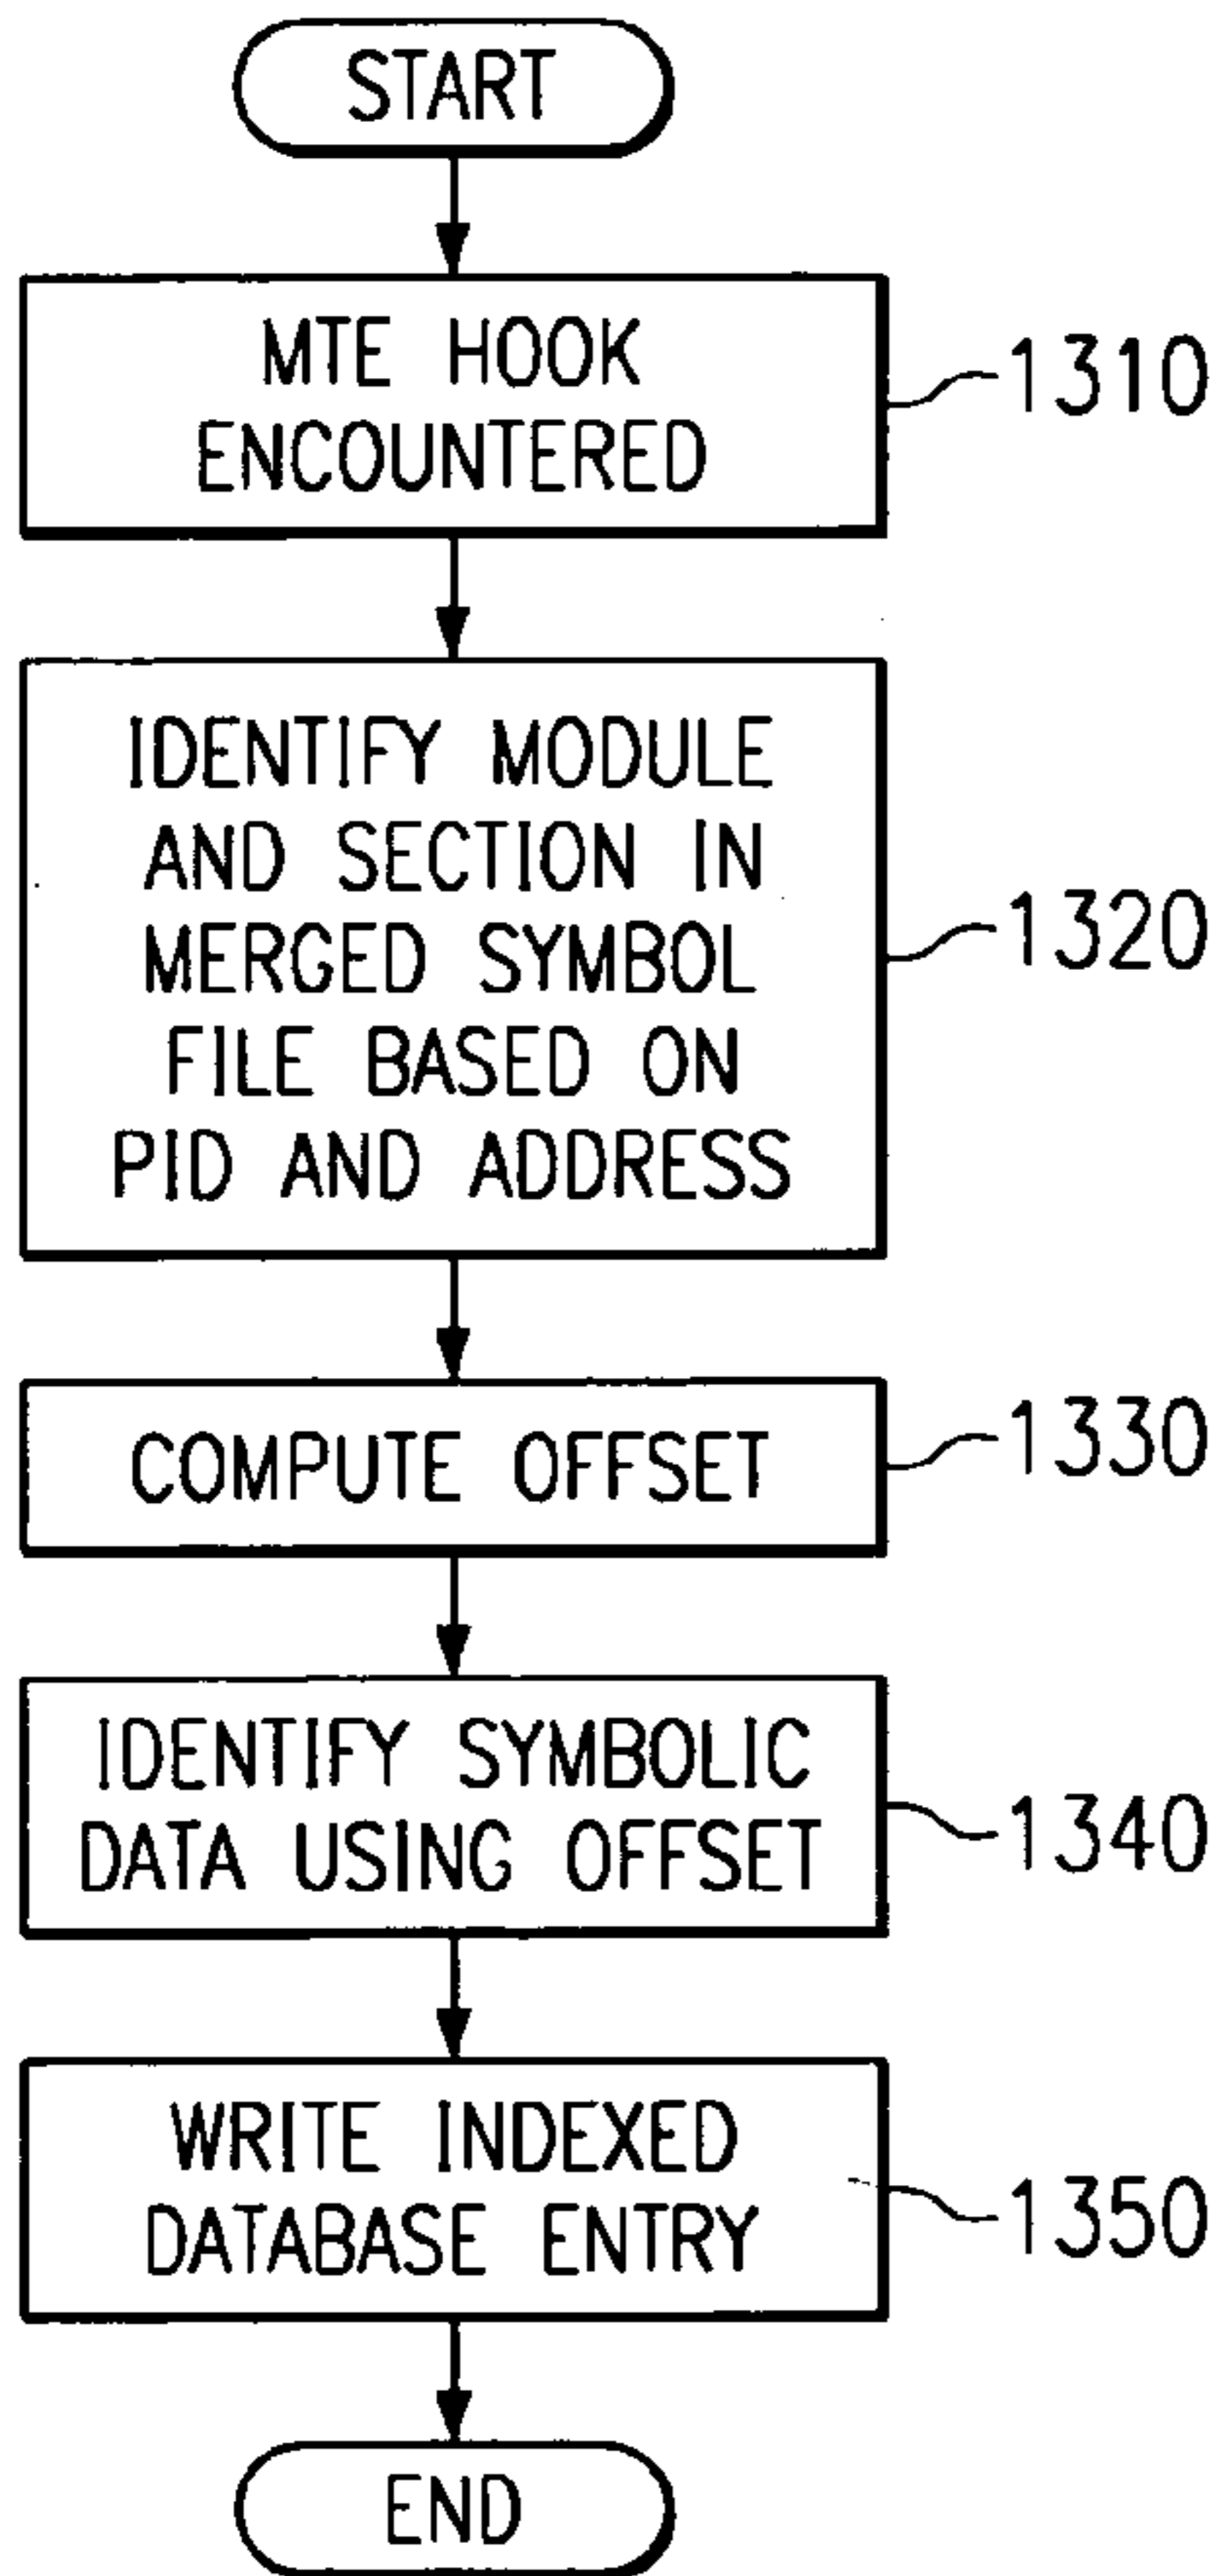 START
MTE HOOK
ENCOUNTERED
1310
IDENTIFY MODULE
AND SECTION IN
MERGED SYMBOL
FILE BASED ON
PID AND ADDRESS
1320
COMPUTE OFFSET
1330
IDENTIFY SYMBOLIC
DATA USING OFFSET
1340
WRITE INDEXED
DATABASE ENTRY
1350
END